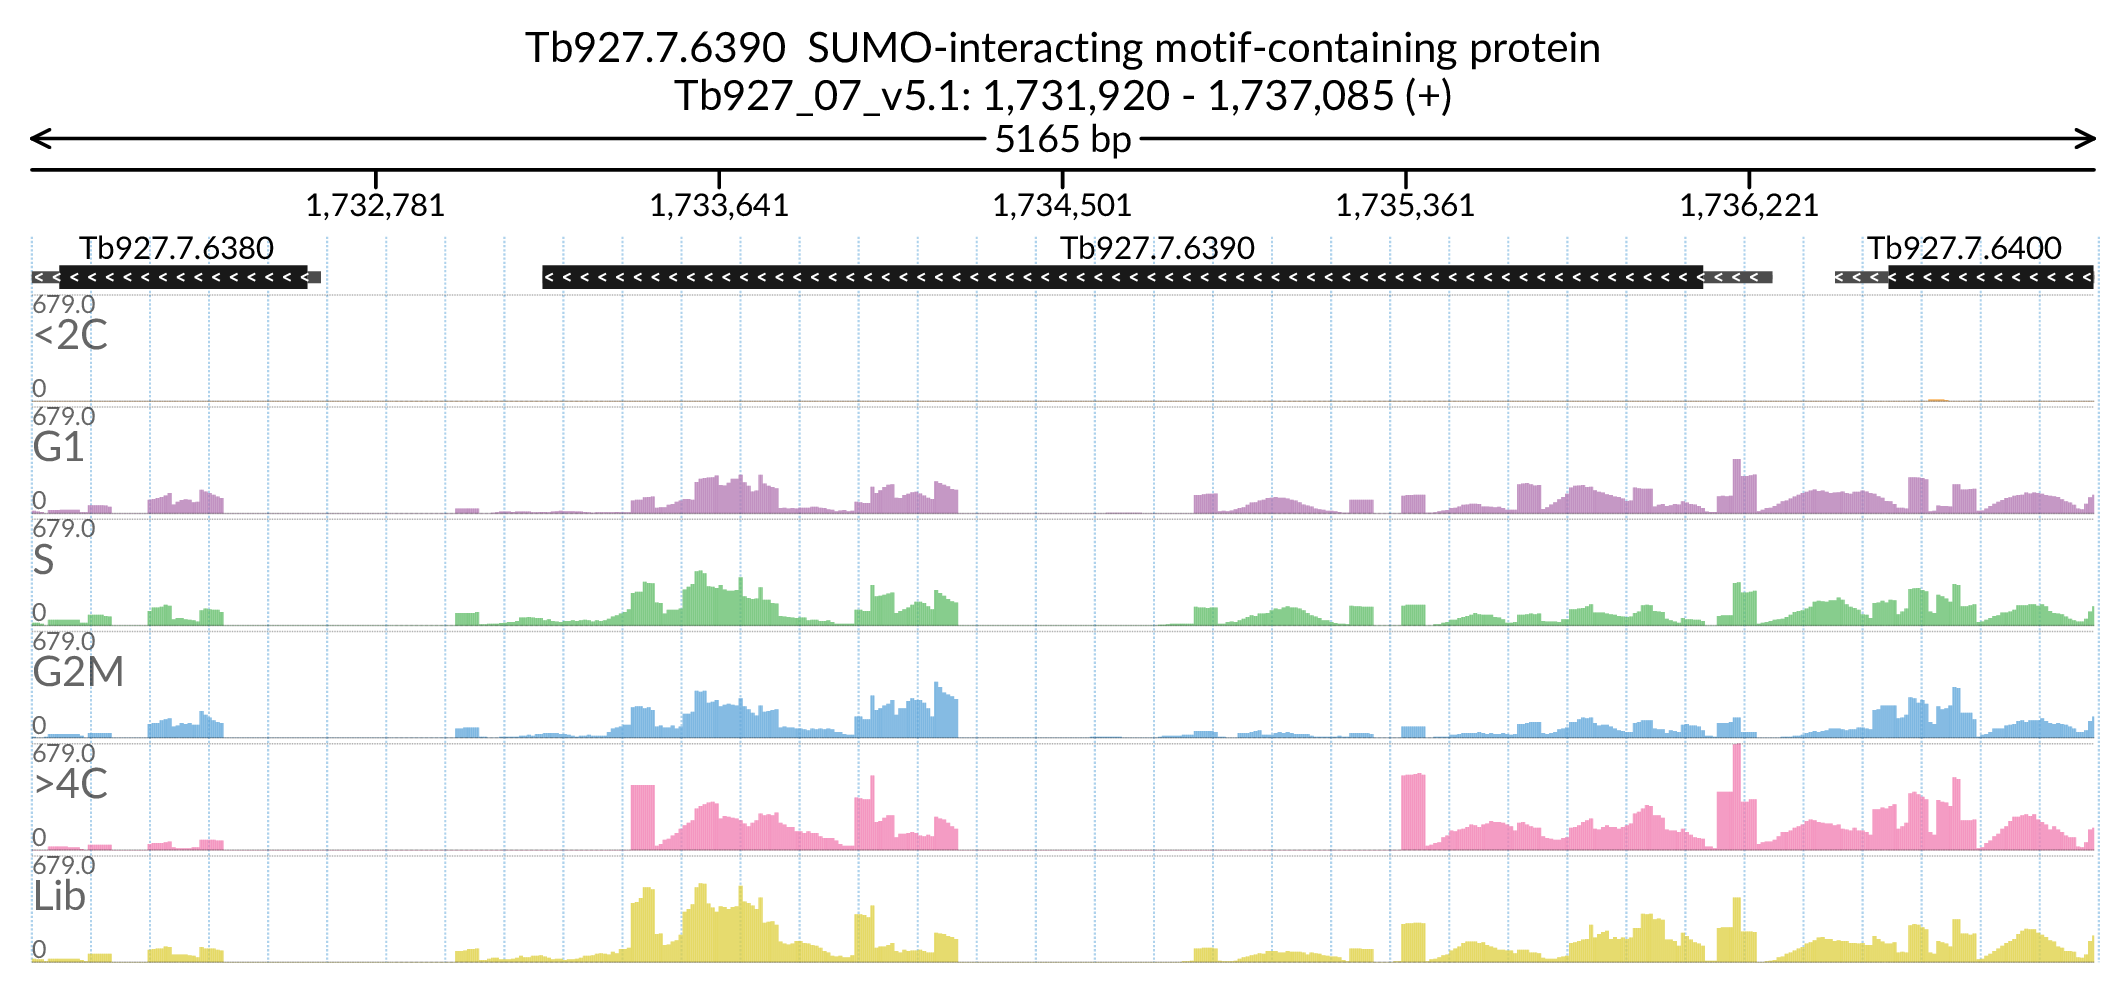 Tb927.7.6390  SUMO-interacting motif-containing protein
Tb927_07_v5.1: 1,731,920 - 1,737,085 (+)
5165 bp
1,732,781 1,733,641 1,734,501 1,735,361 1,736,221
Tb927.7.6380 Tb927.7.6390 Tb927.7.6400
679.0
<2C
0
679.0
G1
0
679.0
S
0
679.0
G2M
0
679.0
>4C
0
679.0
Lib
0